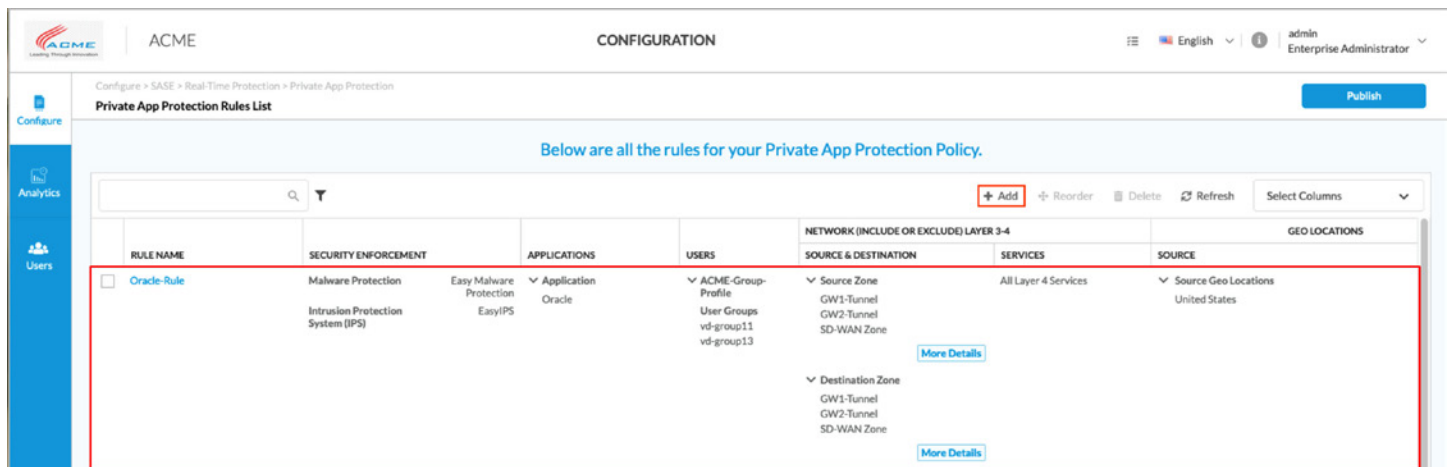 ACME
Leading Through Innovation
ACME
CONFIGURATION
English
admin
Enterprise Administrator
Configure > SASE > Real-Time Protection > Private App Protection
Private App Protection Rules List
Publish
Configure
Analytics
Users
Below are all the rules for your Private App Protection Policy.
+ Add
Reorder
Delete
Refresh
Select Columns
NETWORK (INCLUDE OR EXCLUDE) LAYER 3-4
GEO LOCATIONS
RULE NAME
SECURITY ENFORCEMENT
APPLICATIONS
USERS
SOURCE & DESTINATION
SERVICES
SOURCE
Oracle-Rule
Malware Protection
Easy Malware
Protection
Intrusion Protection
System (IPS)
EasyIPS
Application
Oracle
ACME-Group-
Profile
User Groups
vd-group11
vd-group13
Source Zone
GW1-Tunnel
GW2-Tunnel
SD-WAN Zone
More Details
Destination Zone
GW1-Tunnel
GW2-Tunnel
SD-WAN Zone
More Details
All Layer 4 Services
Source Geo Locations
United States